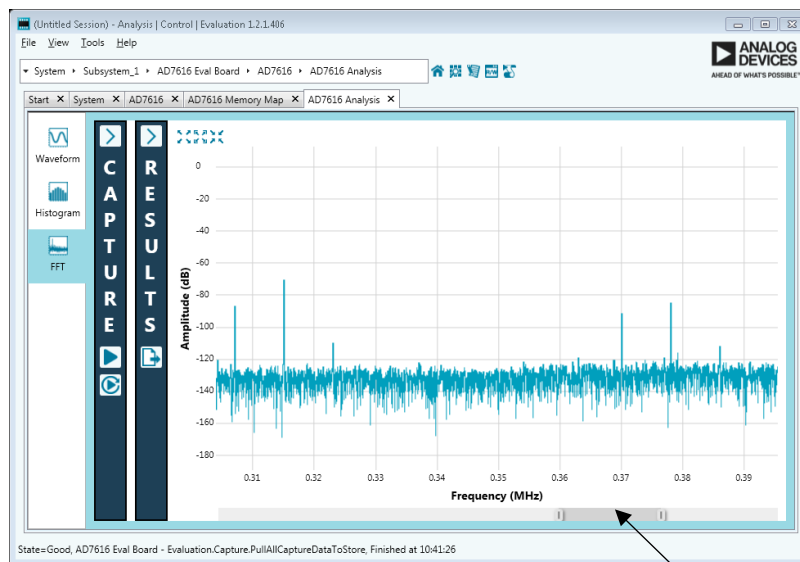 (Untitled Session) - Analysis | Control | Evaluation 1.2.1.406
File View Tools Help
ANALOG
DEVICES
AHEAD OF WHAT'S POSSIBLE™
System Subsystem_1 AD7616 Eval Board AD7616 AD7616 Analysis
Start System AD7616 AD7616 Memory Map AD7616 Analysis
Waveform
Histogram
FFT
CAPTURE
RESULTS
Amplitude (dB)
0
-20
-40
-60
-80
-100
-120
-140
-160
-180
0.31 0.32 0.33 0.34 0.35 0.36 0.37 0.38 0.39
Frequency (MHz)
State=Good, AD7616 Eval Board - Evaluation.Capture.PullAllCaptureDataToStore, Finished at 10:41:26